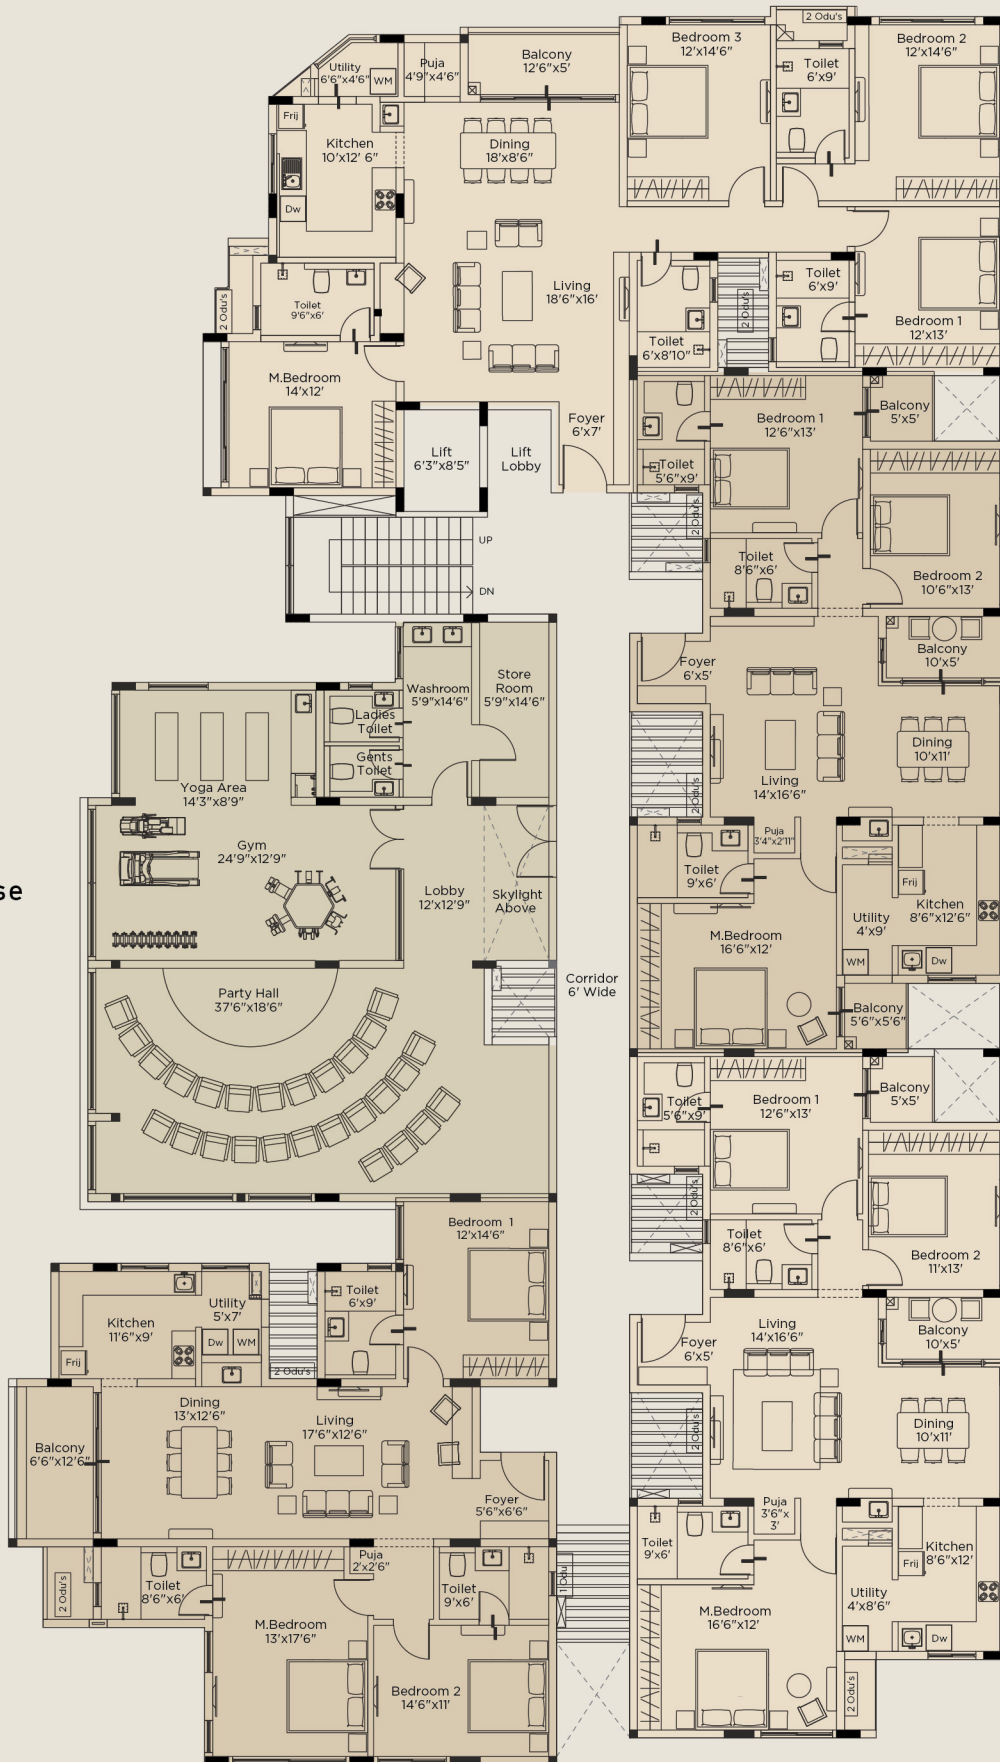 Utility
6'6"x4'6"
WM
Puja
4'9"x4'6"
Balcony
12'6"x5'
Bedroom 3
12'x14'6"
2 Odu's
Toilet
6'x9'
Bedroom 2
12'x14'6"
Frij
Kitchen
10'x12' 6"
Dw
Dining
18'x8'6"
Living
18'6"x16'
2 Odu's
Toilet
9'6"x6'
M.Bedroom
14'x12'
Toilet
6'x8'10"
2 Odu's
Toilet
6'x9'
Bedroom 1
12'x13'
Foyer
6'x7'
Lift
6'3"x8'5"
Lift
Lobby
Toilet
5'6"x9'
Bedroom 1
12'6"x13'
Balcony
5'x5'
2 Odu's
Toilet
8'6"x6'
Bedroom 2
10'6"x13'
UP
DN
Foyer
6'x5'
Balcony
10'x5'
Washroom
5'9"x14'6"
Store
Room
5'9"x14'6"
Ladies
Toilet
Gents
Toilet
Yoga Area
14'3"x8'9"
2 Odu's
Living
14'x16'6"
Dining
10'x11'
Gym
24'9"x12'9"
Lobby
12'x12'9"
Skylight
Above
se
Puja
3'4"x2'11"
Toilet
9'x6'
Frij
Kitchen
8'6"x12'6"
Utility
4'x9'
WM
Dw
M.Bedroom
16'6"x12'
Corridor
6' Wide
Balcony
5'6"x5'6"
Party Hall
37'6"x18'6"
Toilet
5'6"x9'
Bedroom 1
12'6"x13'
Balcony
5'x5'
2 Odu's
Toilet
8'6"x6'
Bedroom 2
11'x13'
Bedroom 1
12'x14'6"
Kitchen
11'6"x9'
Utility
5'x7'
Dw
WM
Frij
2 Odu's
Toilet
6'x9'
Foyer
6'x5'
Living
14'x16'6"
Balcony
10'x5'
2 Odu's
Dining
10'x11'
Balcony
6'6"x12'6"
Dining
13'x12'6"
Living
17'6"x12'6"
Foyer
5'6"x6'6"
Puja
3'6"x
3'
Toilet
9'x6'
Frij
Kitchen
8'6"x12'
Utility
4'x8'6"
WM
Dw
M.Bedroom
16'6"x12'
2 Odu's
2 Odu's
Toilet
8'6"x6'
Puja
2'x2'6"
Toilet
9'x6'
1 Odu
M.Bedroom
13'x17'6"
Bedroom 2
14'6"x11'